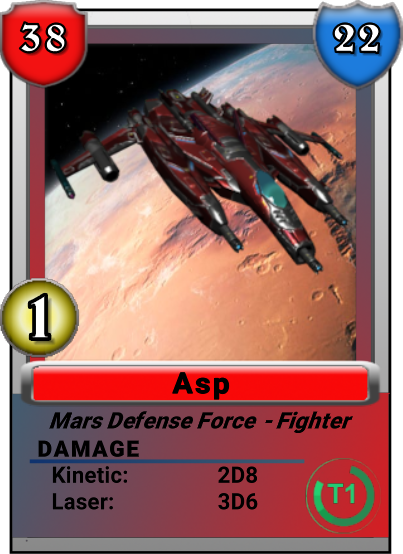 38 22
1
Asp
Mars Defense Force - Fighter
DAMAGE
Kinetic: 2D8
Laser: 3D6
T1